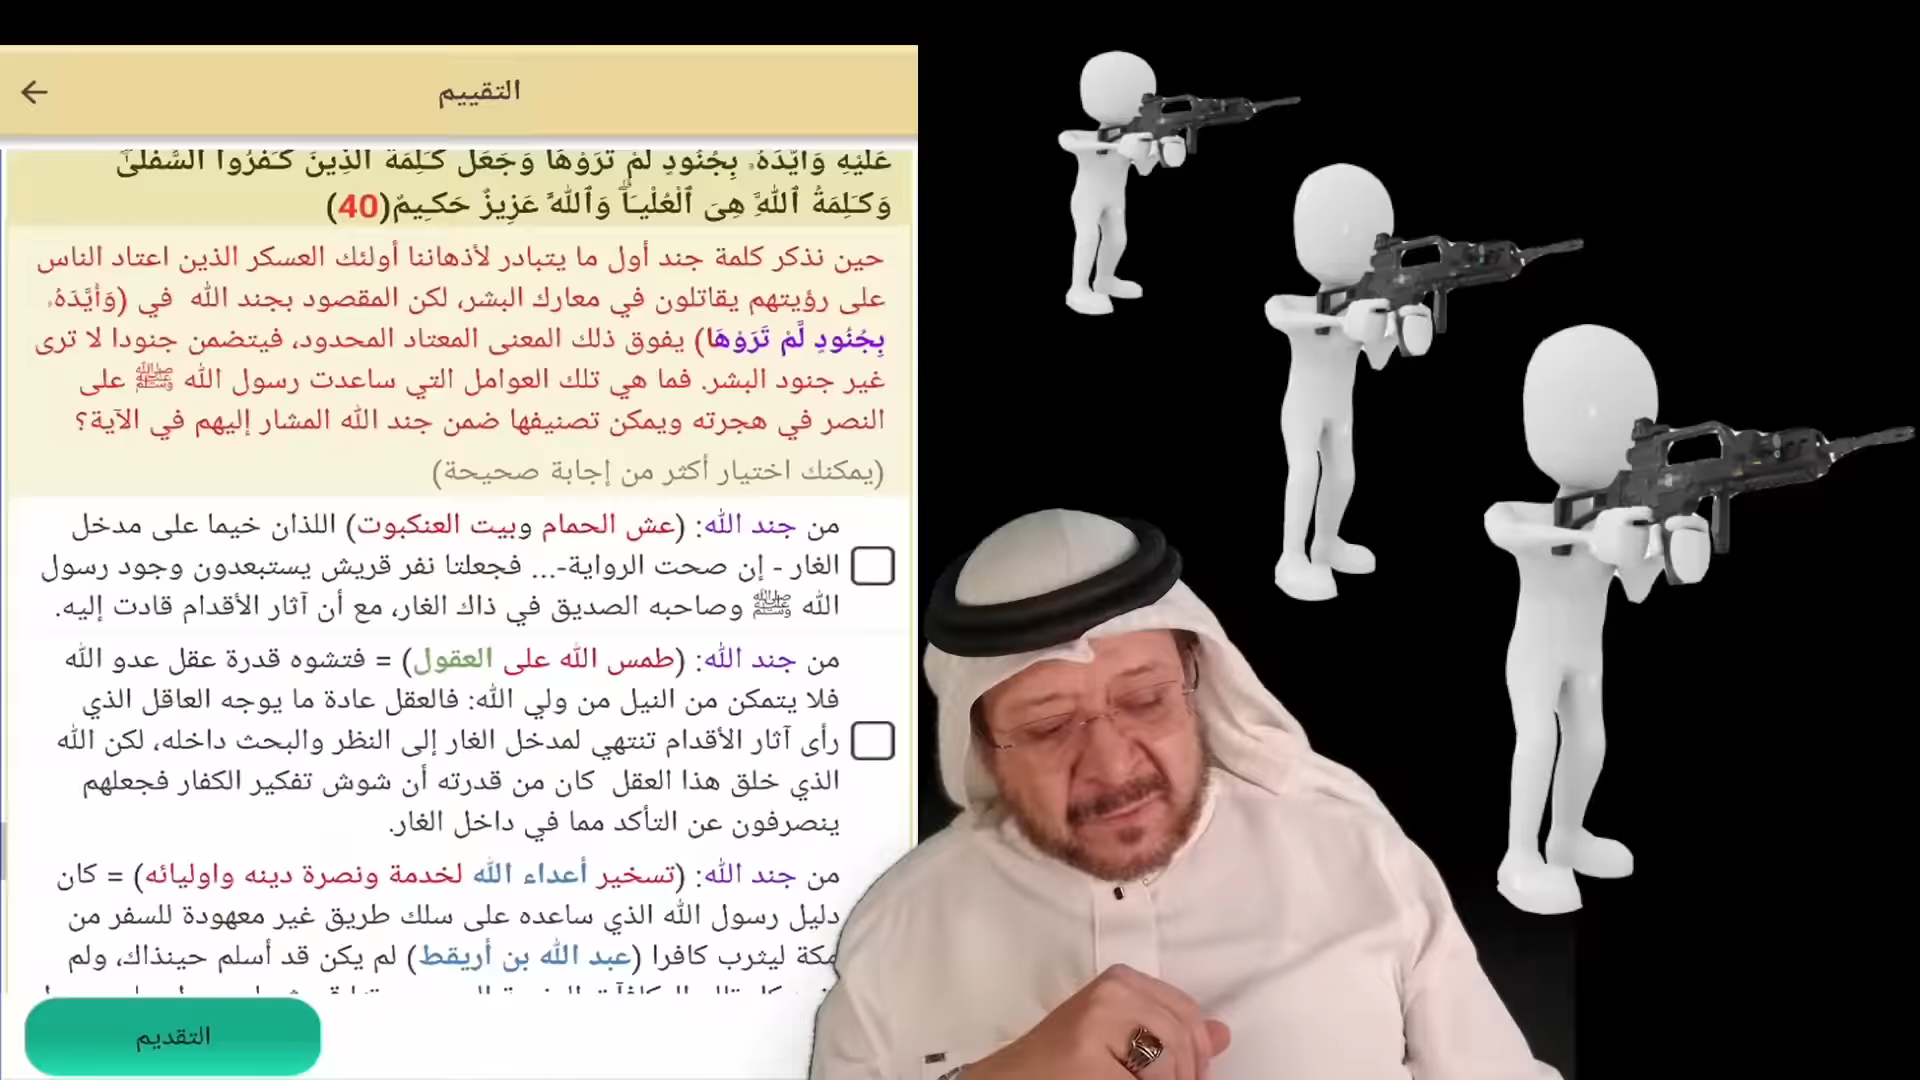 التقييم
عَلَيْهِ وَأَيَّدَهُۥ بِجُنُودٍ لَّمْ تَرَوْهَا وَجَعَلَ كَلِمَةَ ٱلَّذِينَ كَفَرُوا۟ ٱلسُّفْلَىٰ
وَكَلِمَةُ ٱللَّهِ هِىَ ٱلْعُلْيَا ۗ وَٱللَّهُ عَزِيزٌ حَكِيمٌ(40)
حين نذكر كلمة جند أول ما يتبادر لأذهاننا أولئك العسكر الذين اعتاد الناس
على رؤيتهم يقاتلون في معارك البشر، لكن المقصود بجند الله في (وَأَيَّدَهُۥ
بِجُنُودٍ لَّمْ تَرَوْهَا) يفوق ذلك المعنى المعتاد المحدود، فيتضمن جنودا لا ترى
غير جنود البشر. فما هي تلك العوامل التي ساعدت رسول الله ﷺ على
النصر في هجرته ويمكن تصنيفها ضمن جند الله المشار إليهم في الآية؟
(يمكنك اختيار أكثر من إجابة صحيحة)
من جند الله: (عش الحمام وبيت العنكبوت) اللذان خيما على مدخل
الغار - إن صحت الرواية-... فجعلتا نفر قريش يستبعدون وجود رسول
الله ﷺ وصاحبه الصديق في ذاك الغار، مع أن آثار الأقدام قادت إليه.
من جند الله: (طمس الله على العقول) = فتشوه قدرة عقل عدو الله
فلا يتمكن من النيل من ولي الله: فالعقل عادة ما يوجه العاقل الذي
رأى آثار الأقدام تنتهي لمدخل الغار إلى النظر والبحث داخله، لكن الله
الذي خلق هذا العقل كان من قدرته أن شوش تفكير الكفار فجعلهم
ينصرفون عن التأكد مما في داخل الغار.
من جند الله: (تسخير أعداء الله لخدمة ونصرة دينه واوليائه) = كان
دليل رسول الله الذي ساعده على سلك طريق غير معهودة للسفر من
مكة ليثرب كافرا (عبد الله بن أريقط) لم يكن قد أسلم حينذاك، ولم
التقديم